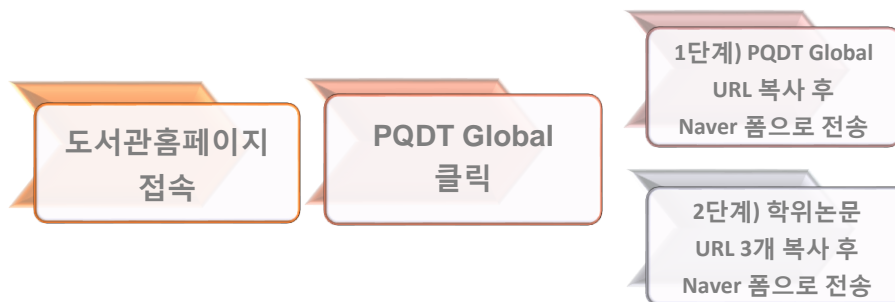 도서관홈페이지
접속
PQDT Global
클릭
1단계) PQDT Global
URL 복사 후
Naver 폼으로 전송
2단계) 학위논문
URL 3개 복사 후
Naver 폼으로 전송